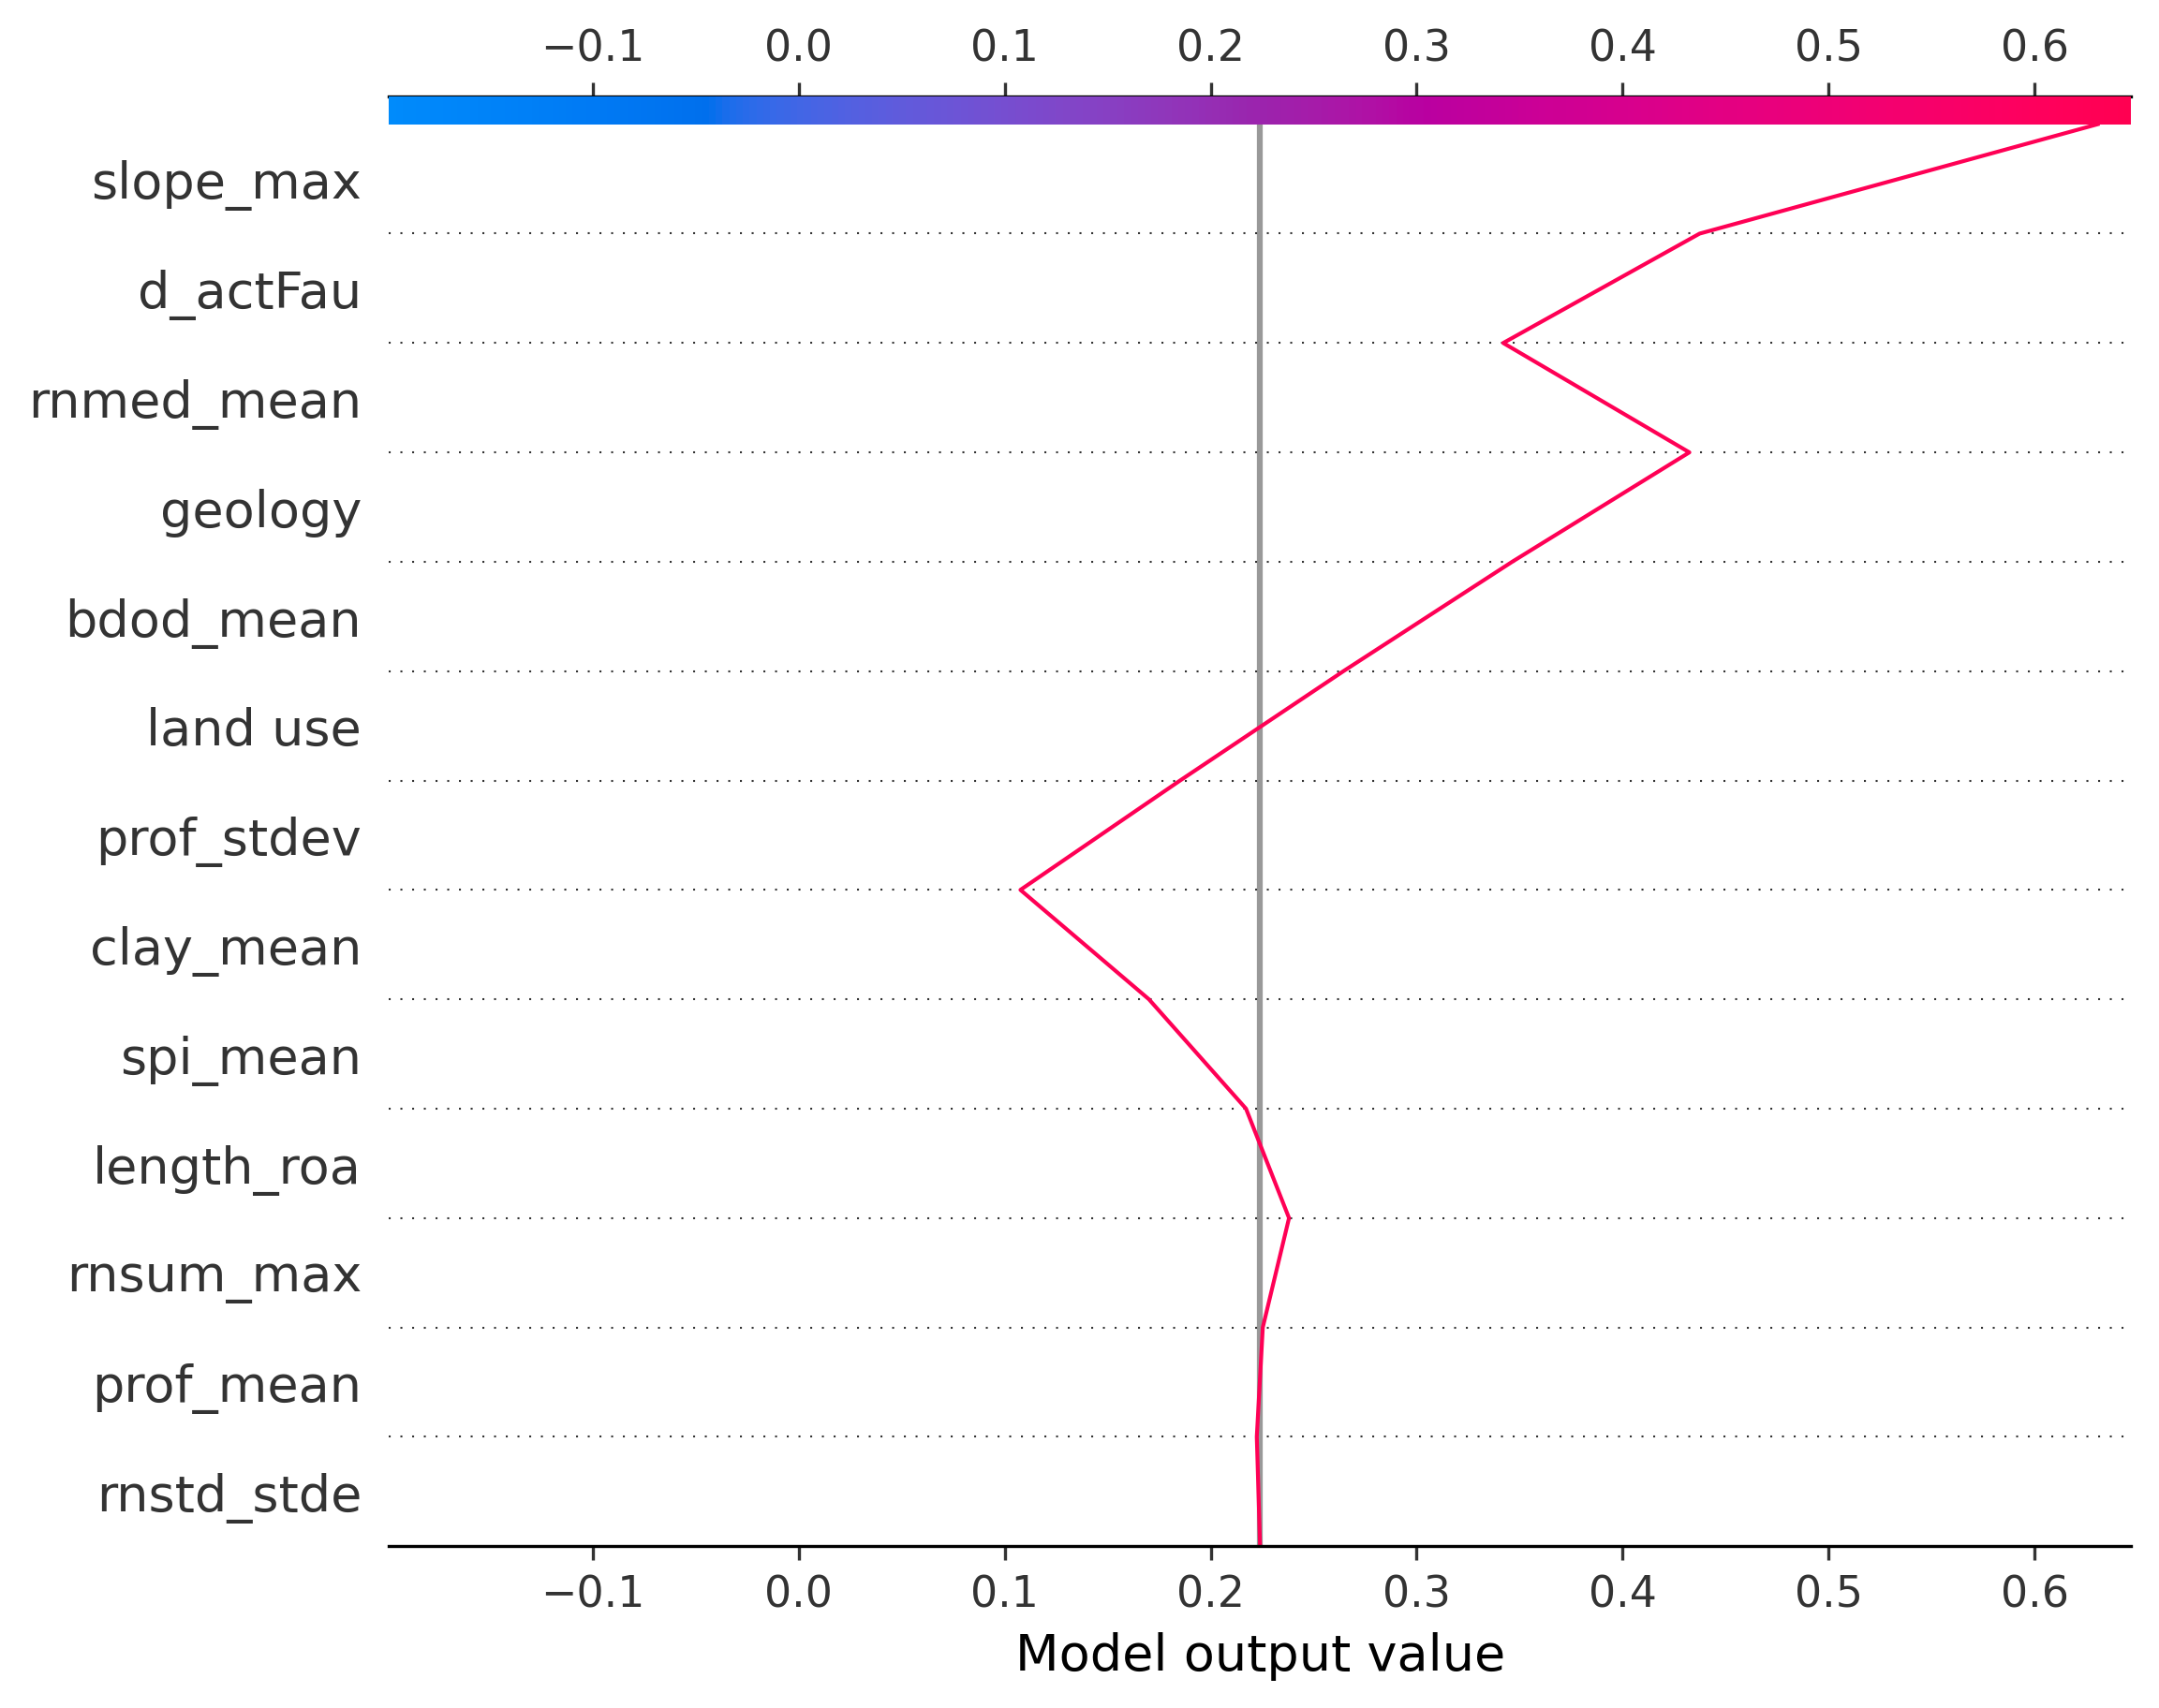 −0.1 0.0 0.1 0.2 0.3 0.4 0.5 0.6
slope_max
d_actFau
rnmed_mean
geology
bdod_mean
land use
prof_stdev
clay_mean
spi_mean
length_roa
rnsum_max
prof_mean
rnstd_stde
−0.1 0.0 0.1 0.2 0.3 0.4 0.5 0.6
Model output value